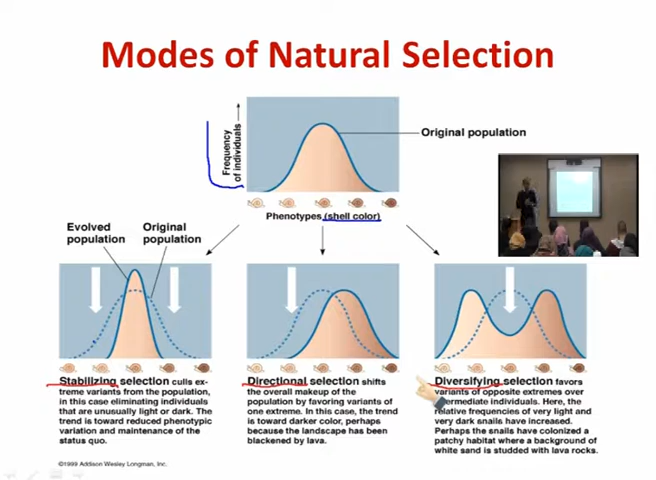 Modes of Natural Selection
Frequency
of individuals
Original population
Phenotypes (shell color)
Evolved
population
Original
population
Stabilizing selection culls ex-
treme variants from the population,
in this case eliminating individuals
that are unusually light or dark. The
trend is toward reduced phenotypic
variation and maintenance of the
status quo.
Directional selection shifts
the overall makeup of the
population by favoring variants of
one extreme. In this case, the trend
is toward darker color, perhaps
because the landscape has been
blackened by lava.
Diversifying selection favors
variants of opposite extremes over
intermediate individuals. Here, the
relative frequencies of very light and
very dark snails have increased.
Perhaps the snails have colonized a
patchy habitat where a background of
white sand is studded with lava rocks.
©1999 Addison Wesley Longman, Inc.